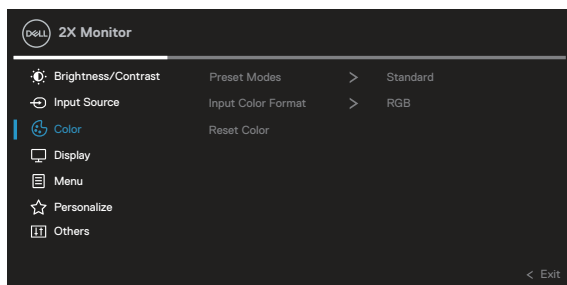 DELL 2X Monitor
Brightness/Contrast Preset Modes > Standard
Input Source Input Color Format > RGB
Color Reset Color
Display
Menu
Personalize
Others
< Exit